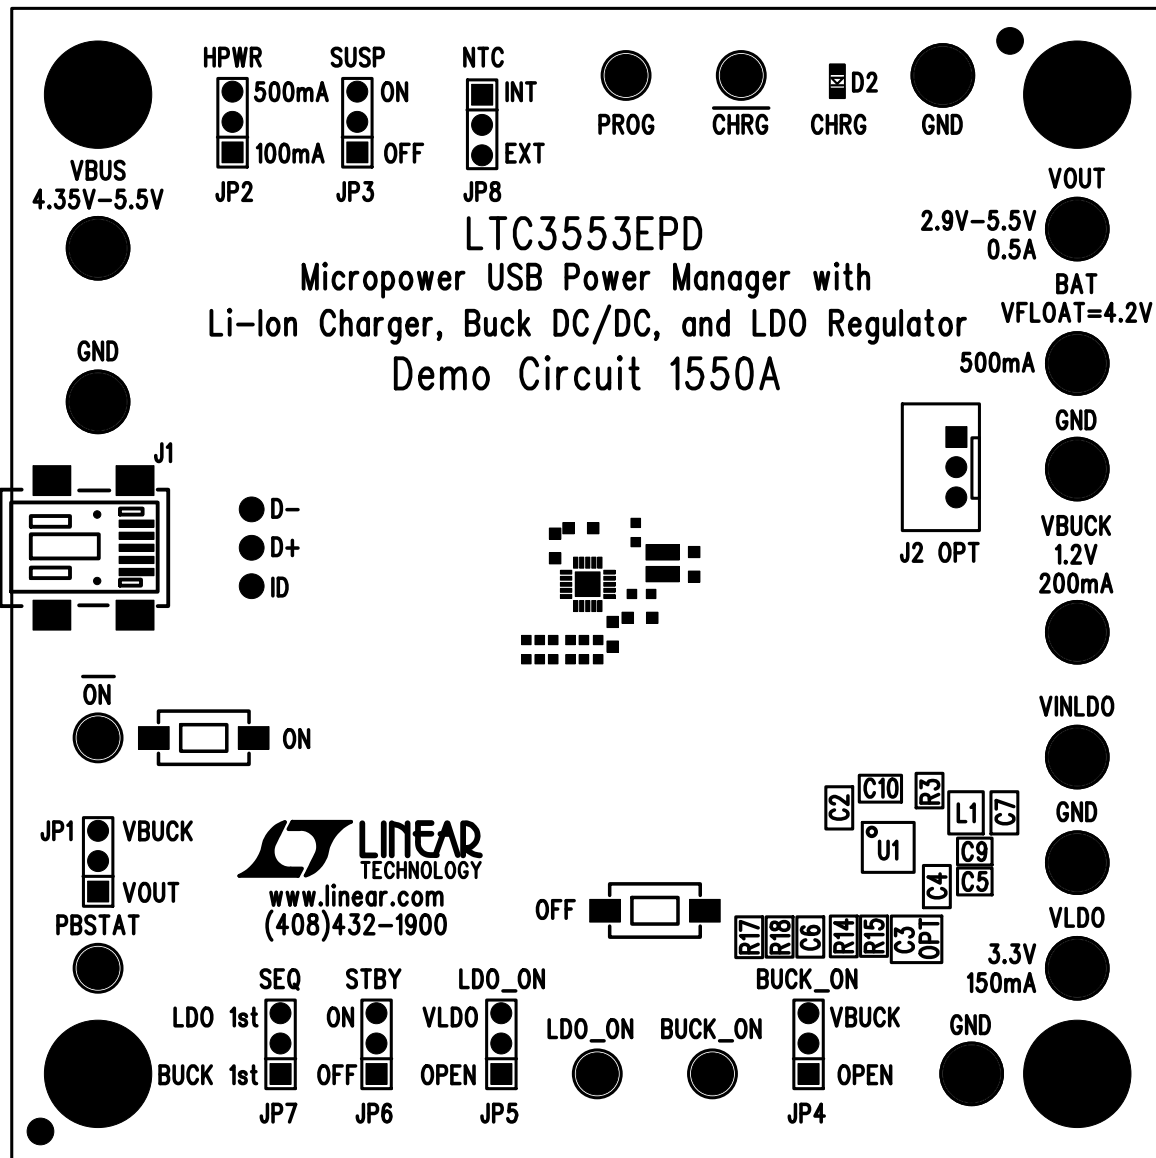 HPWR
500mA
100mA
JP2
SUSP
ON
OFF
JP3
NTC
INT
EXT
JP8
PROG
CHRG
D2
CHRG
GND
VBUS
4.35V-5.5V
VOUT
2.9V-5.5V
0.5A
LTC3553EPD
Micropower USB Power Manager with
Li-Ion Charger, Buck DC/DC, and LDO Regulator
Demo Circuit 1550A
BAT
VFLOAT=4.2V
500mA
GND
GND
J1
D-
D+
ID
J2 OPT
VBUCK
1.2V
200mA
ON
ON
VINLDO
GND
C2
C10
R3
L1
C7
U1
C9
C5
C4
JP1
VBUCK
VOUT
LINEAR
TECHNOLOGY
www.linear.com
(408)432-1900
OFF
R17
R18
C6
R14
R15
C3
OPT
PBSTAT
VLDO
3.3V
150mA
SEQ
LDO 1st
BUCK 1st
JP7
STBY
ON
OFF
JP6
LDO_ON
VLDO
OPEN
JP5
LDO_ON
BUCK_ON
BUCK_ON
VBUCK
OPEN
JP4
GND